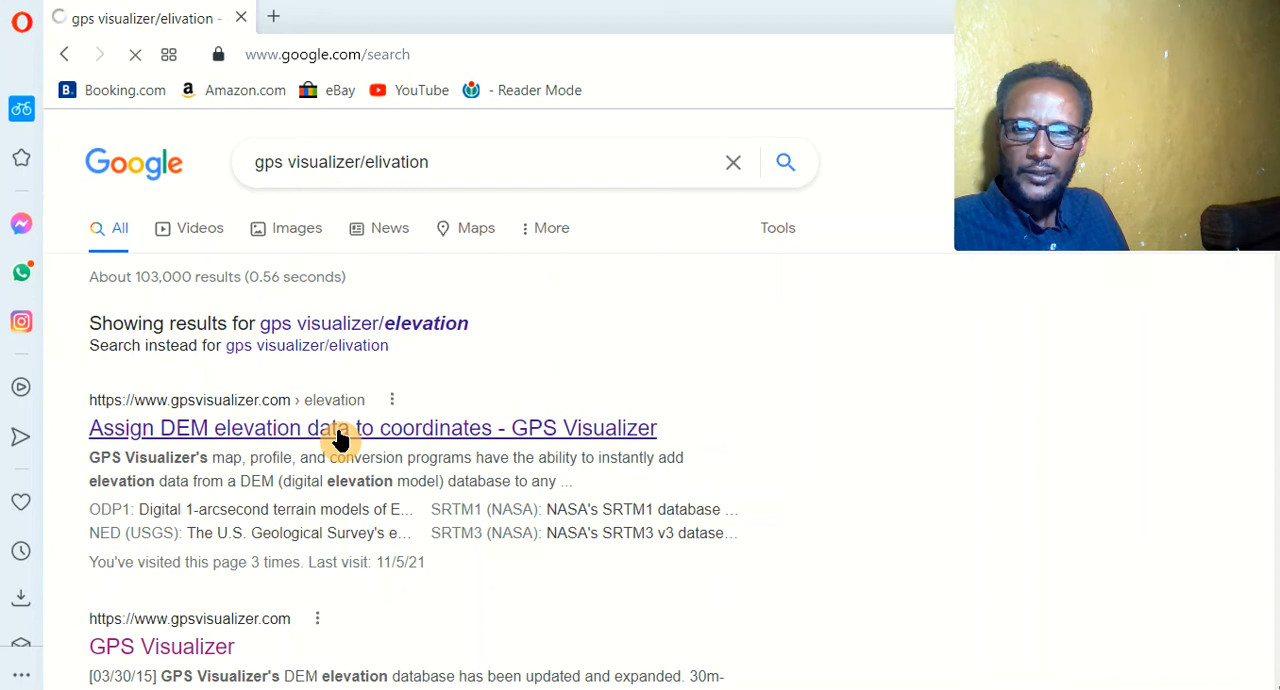 gps visualizer/elivation -
www.google.com/search
B. Booking.com a Amazon.com eBay YouTube - Reader Mode
Google gps visualizer/elivation
All Videos Images News Maps More Tools
About 103,000 results (0.56 seconds)
Showing results for gps visualizer/elevation
Search instead for gps visualizer/elivation
https://www.gpsvisualizer.com › elevation
Assign DEM elevation data to coordinates - GPS Visualizer
GPS Visualizer's map, profile, and conversion programs have the ability to instantly add
elevation data from a DEM (digital elevation model) database to any ...
ODP1: Digital 1-arcsecond terrain models of E... SRTM1 (NASA): NASA's SRTM1 database ...
NED (USGS): The U.S. Geological Survey's e... SRTM3 (NASA): NASA's SRTM3 v3 datase...
You've visited this page 3 times. Last visit: 11/5/21
https://www.gpsvisualizer.com
GPS Visualizer
[03/30/15] GPS Visualizer's DEM elevation database has been updated and expanded. 30m-